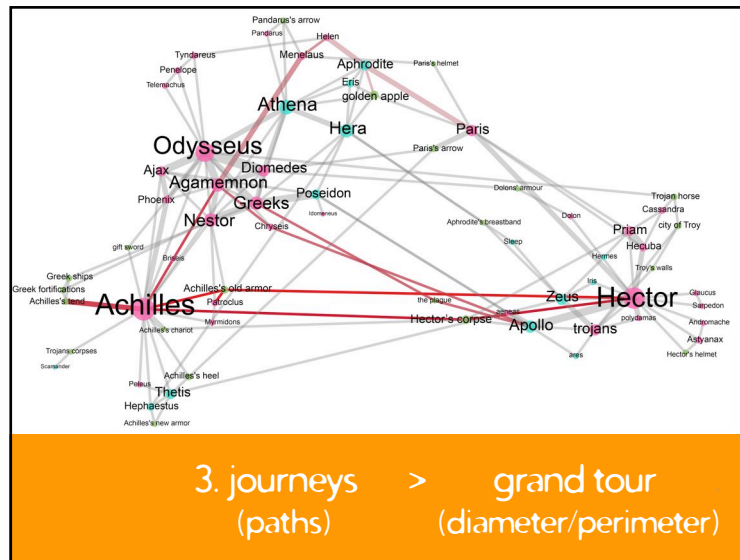 Pandarus's arrow
Pandarus
Helen
Tyndareus
Menelaus
Aphrodite
Paris's helmet
Penelope
Eris
Telemachus
golden apple
Athena
Hera
Paris
Odysseus
Paris's arrow
Ajax
Diomedes
Agamemnon
Dolons' armour
Trojan horse
Phoenix
Greeks
Poseidon
Cassandra
Idomeneus
Dolon
Nestor
Chryseis
Aphrodite's breastband
city of Troy
Priam
gift sword
Sleep
Hecuba
Briseis
Hermes
Greek ships
Troy's walls
Greek fortifications
Achilles's old armor
Iris
Glaucus
Achilles's tend
Achilles
Patroclus
the plague
Zeus
Hector
Sarpedon
aeneas
Myrmidons
Hector's corpse
polydamas
Andromache
Achilles's chariot
Apollo
trojans
Astyanax
Trojans corpses
Hector's helmet
ares
Scamander
Achilles's heel
Peleus
Thetis
Hephaestus
Achilles's new armor
3. journeys > grand tour
(paths) (diameter/perimeter)